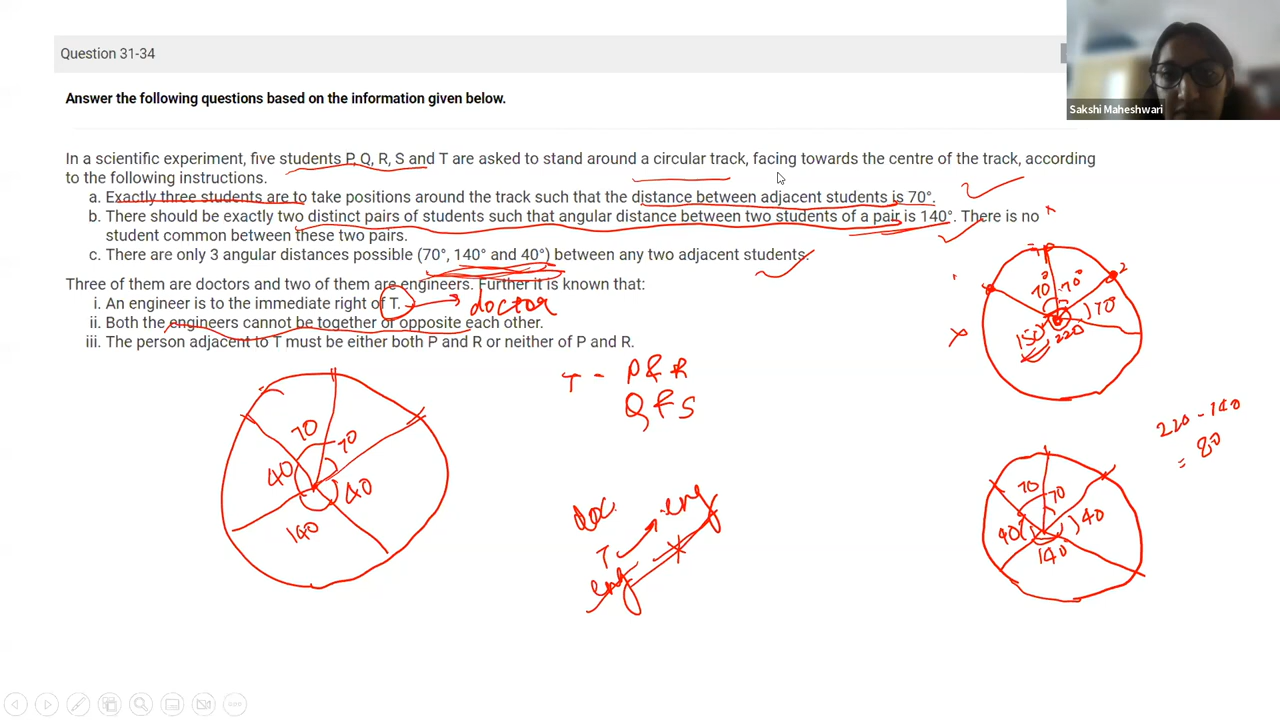 Question 31-34
Sakshi Maheshwari
Answer the following questions based on the information given below.
In a scientific experiment, five students P, Q, R, S and T are asked to stand around a circular track, facing towards the centre of the track, according
to the following instructions.
a. Exactly three students are to take positions around the track such that the distance between adjacent students is 70°.
b. There should be exactly two distinct pairs of students such that angular distance between two students of a pair is 140°. There is no
student common between these two pairs.
c. There are only 3 angular distances possible (70°, 140° and 40°) between any two adjacent students.
Three of them are doctors and two of them are engineers. Further it is known that:
i. An engineer is to the immediate right of T. doctor
ii. Both the engineers cannot be together or opposite each other.
iii. The person adjacent to T must be either both P and R or neither of P and R.
2
70° 70°
70°
150 220
T - P & R
Q & S
70
70
40
40
140
220 - 140
= 80
70
70
40
40
140
doc
eng
T
eng